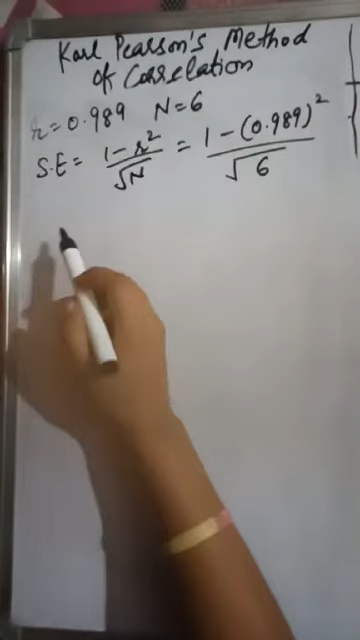 Karl Pearson's Method
of Correlation
r=0.989 N=6
S.E= 1-r²/√N = 1-(0.989)²/√6